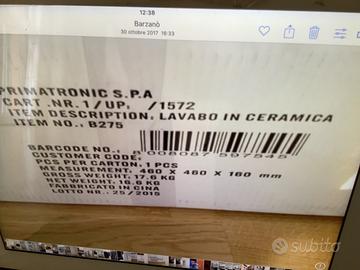 12:38
Barzanò
30 ottobre 2017 16:33
PRIMATRONIC S.P.A
CART .NR.1/UP, /1572
ITEM DESCRIPTION: LAVABO IN CERAMICA
ITEM NO.: B275
BARCODE NO.:
8008087597545
CUSTOMER CODE:
PCS PER CARTON: 1 PCS
MEASUREMENT: 460 x 460 x 160 mm
GROSS WEIGHT: 17.6 KG
NET WEIGHT: 16.6 KG
FABBRICATO IN CINA
LOTTO NR.: 25/2015
subito